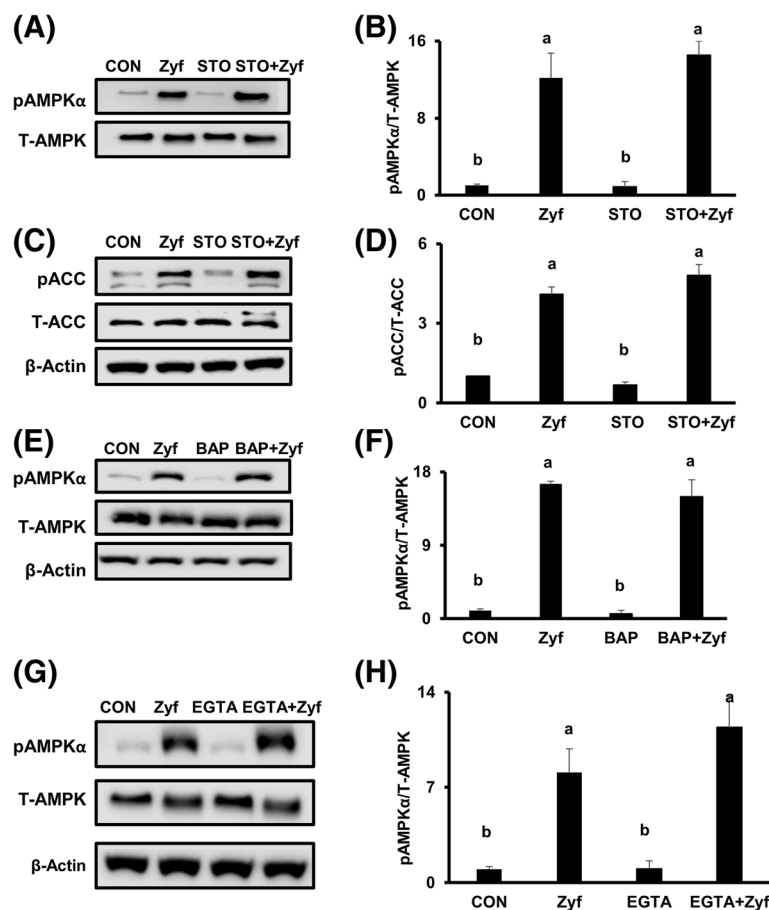 (A)
CON Zyf STO STO+Zyf
pAMPKα
T-AMPK
(B)
pAMPKα/T-AMPK
16
8
0
b a b a
CON Zyf STO STO+Zyf
(C)
CON Zyf STO STO+Zyf
pACC
T-ACC
β-Actin
(D)
pACC/T-ACC
6
3
0
b a b a
CON Zyf STO STO+Zyf
(E)
CON Zyf BAP BAP+Zyf
pAMPKα
T-AMPK
β-Actin
(F)
pAMPKα/T-AMPK
18
9
0
b a b a
CON Zyf BAP BAP+Zyf
(G)
CON Zyf EGTA EGTA+Zyf
pAMPKα
T-AMPK
β-Actin
(H)
pAMPKα/T-AMPK
14
7
0
b a b a
CON Zyf EGTA EGTA+Zyf